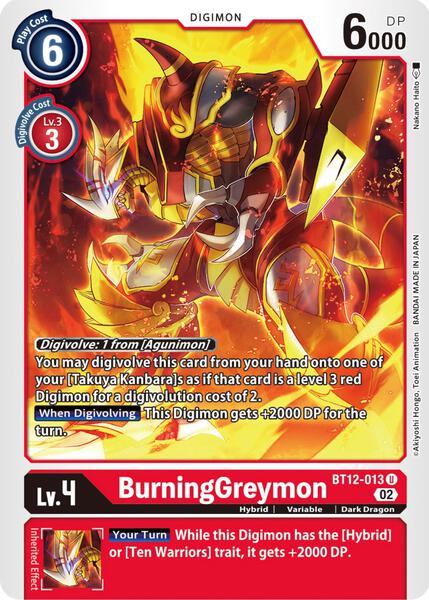 Play Cost
6
DIGIMON
6000
DP
Digivolve Cost
Lv.3
3
Nakano Haito
©Akiyoshi Hongo, Toei Animation BANDAI MADE IN JAPAN
Digivolve: 1 from [Agunimon]
You may digivolve this card from your hand onto one of
your [Takuya Kanbara]s as if that card is a level 3 red
Digimon for a digivolution cost of 2.
When Digivolving This Digimon gets +2000 DP for the
turn.
Lv.4
BurningGreymon
BT12-013 U
02
Hybrid | Variable | Dark Dragon
Inherited Effect
Your Turn While this Digimon has the [Hybrid]
or [Ten Warriors] trait, it gets +2000 DP.